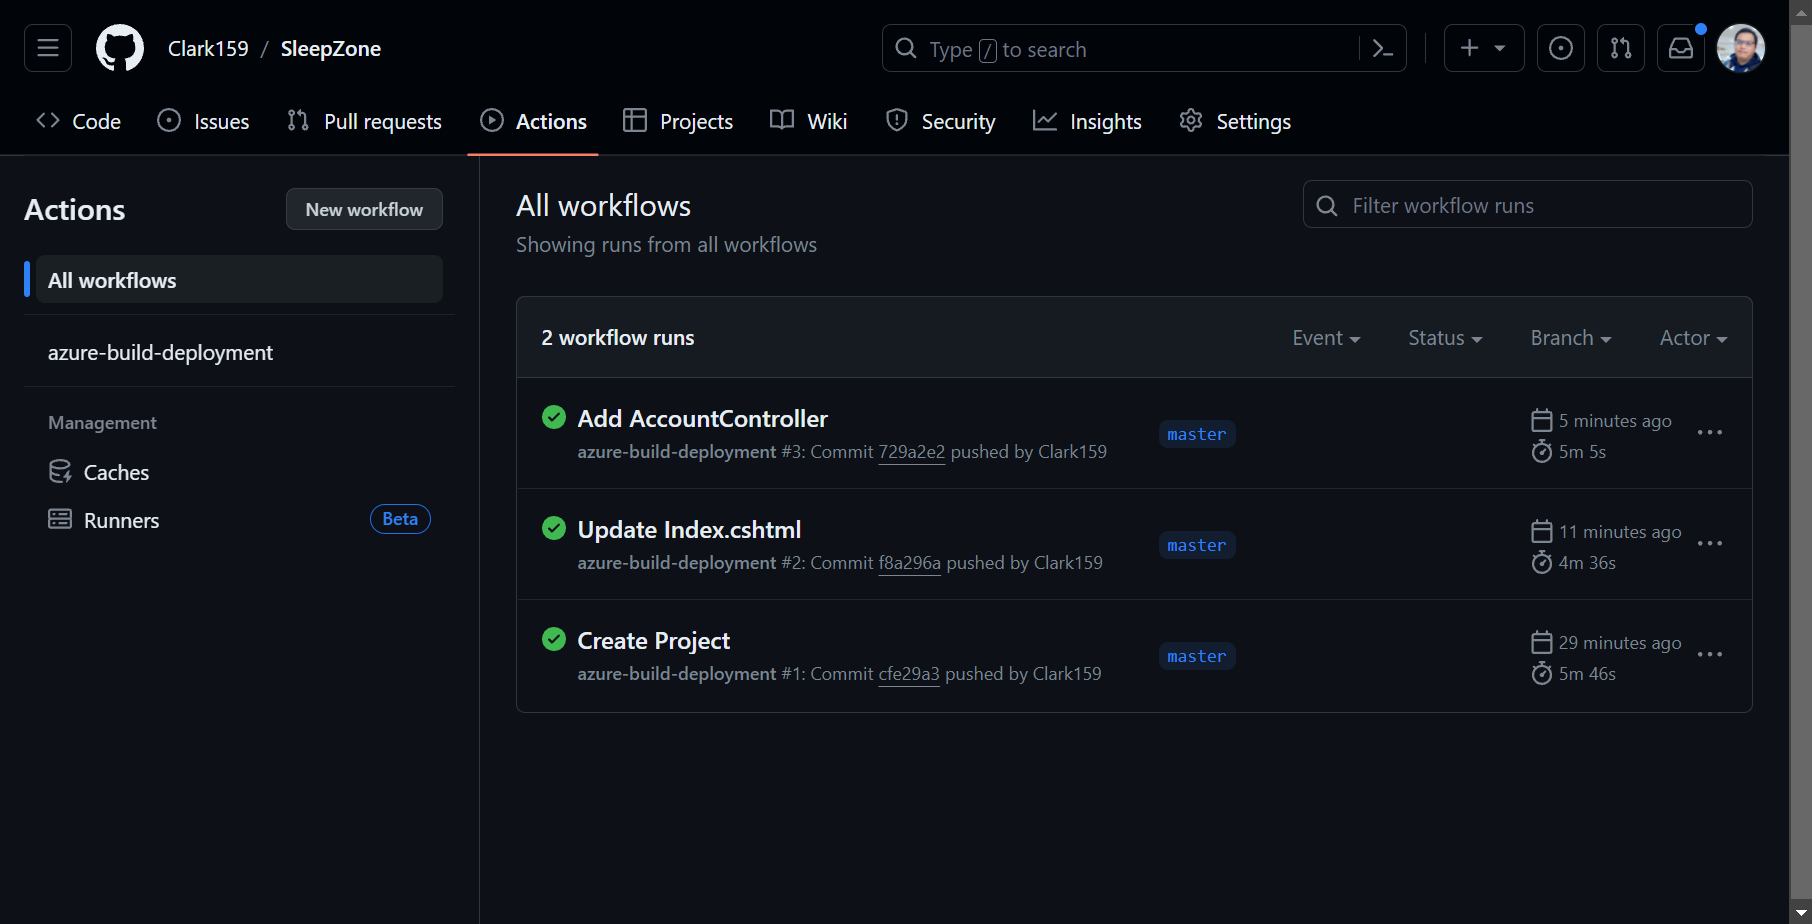 Clark159 / SleepZone
Type / to search
Code Issues Pull requests Actions Projects Wiki Security Insights Settings
Actions
New workflow
All workflows
azure-build-deployment
Management
Caches
Runners Beta
All workflows
Showing runs from all workflows
Filter workflow runs
2 workflow runs Event Status Branch Actor
Add AccountController
azure-build-deployment #3: Commit 729a2e2 pushed by Clark159
master
5 minutes ago
5m 5s
Update Index.cshtml
azure-build-deployment #2: Commit f8a296a pushed by Clark159
master
11 minutes ago
4m 36s
Create Project
azure-build-deployment #1: Commit cfe29a3 pushed by Clark159
master
29 minutes ago
5m 46s